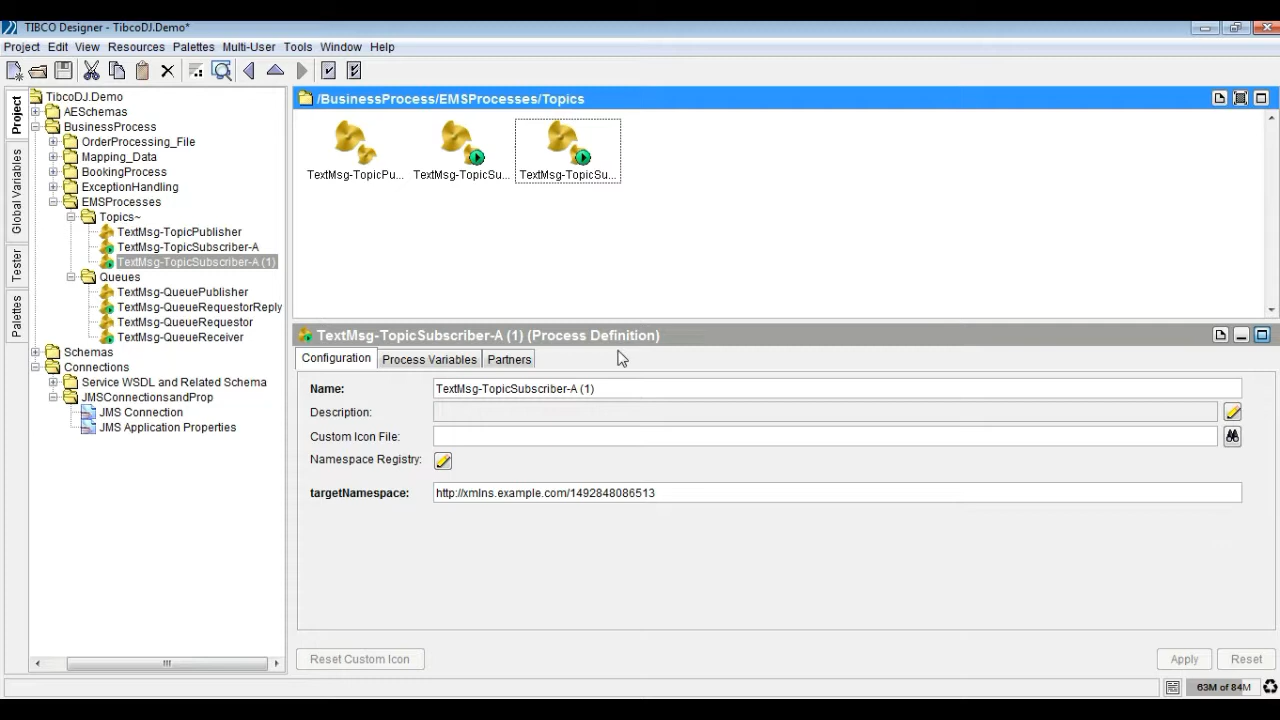 TIBCO Designer - TibcoDJ.Demo*
Project Edit View Resources Palettes Multi-User Tools Window Help
Project
Global Variables
Tester
Palettes
TibcoDJ.Demo
AESchemas
BusinessProcess
OrderProcessing_File
Mapping_Data
BookingProcess
ExceptionHandling
EMSProcesses
Topics~
TextMsg-TopicPublisher
TextMsg-TopicSubscriber-A
TextMsg-TopicSubscriber-A (1)
Queues
TextMsg-QueuePublisher
TextMsg-QueueRequestorReply
TextMsg-QueueRequestor
TextMsg-QueueReceiver
Schemas
Connections
Service WSDL and Related Schema
JMSConnectionsandProp
JMS Connection
JMS Application Properties
/BusinessProcess/EMSProcesses/Topics
TextMsg-TopicPu... TextMsg-TopicSu... TextMsg-TopicSu...
TextMsg-TopicSubscriber-A (1) (Process Definition)
Configuration Process Variables Partners
Name: TextMsg-TopicSubscriber-A (1)
Description:
Custom Icon File:
Namespace Registry:
targetNamespace: http://xmlns.example.com/1492848086513
Reset Custom Icon Apply Reset
63M of 84M